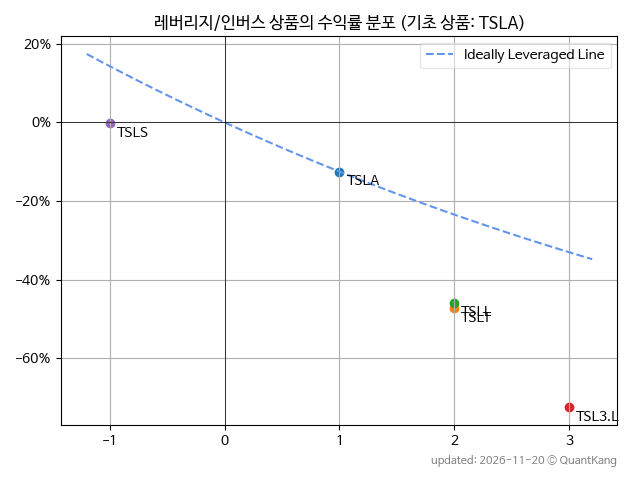 레버리지/인버스 상품의 수익률 분포 (기초 상품: TSLA)
20%
Ideally Leveraged Line
0%
TSLS
TSLA
−20%
−40%
TSLL
TSLT
−60%
TSL3.L
−1
0
1
2
3
updated: 2026-11-20 © QuantKang